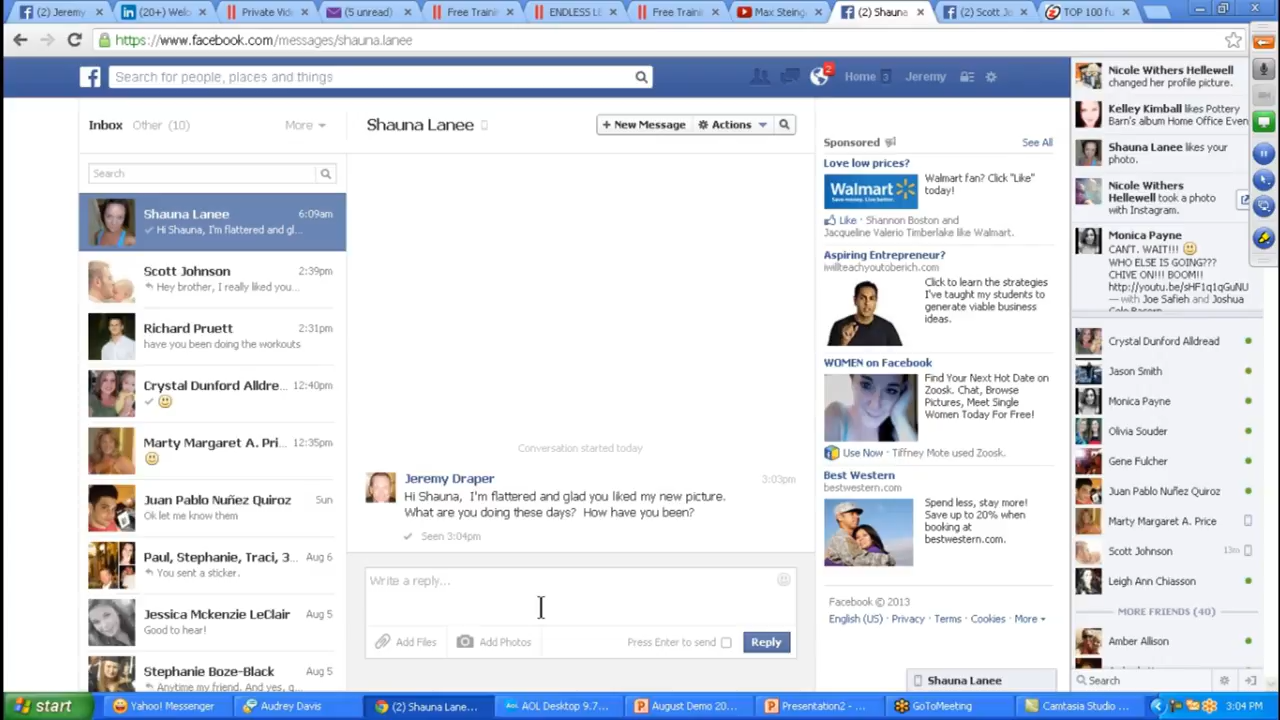 (2) Jeremy
(20+) Welc
Private Vid
(5 unread)
Free Train
ENDLESS L
Free Train
Max Stein
(2) Shauna
(2) Scott Jo
TOP 100 fu
https://www.facebook.com/messages/shauna.lanee
Search for people, places and things
2
Home 3
Jeremy
Inbox
Other (10)
More
Search
Shauna Lanee 6:09am
Hi Shauna, I'm flattered and gl...
Scott Johnson 2:39pm
Hey brother, I really liked you...
Richard Pruett 2:31pm
have you been doing the workouts
Crystal Dunford Alldre... 12:40pm
Marty Margaret A. Pri... 12:35pm
Juan Pablo Nuñez Quiroz Sun
Ok let me know them
Paul, Stephanie, Traci, 3... Aug 6
You sent a sticker.
Jessica Mckenzie LeClair Aug 5
Good to hear!
Stephanie Boze-Black Aug 5
Anytime my friend. And yes, g
Shauna Lanee
+ New Message
Actions
Conversation started today
Jeremy Draper 3:03pm
Hi Shauna, I'm flattered and glad you liked my new picture.
What are you doing these days? How have you been?
Seen 3:04pm
Write a reply...
Add Files
Add Photos
Press Enter to send
Reply
Sponsored
See All
Love low prices?
Walmart
Save money. Live better.
Walmart fan? Click "Like"
today!
Like · Shannon Boston and
Jacqueline Valerio Timberlake like Walmart.
Aspiring Entrepreneur?
iwillteachyoutoberich.com
Click to learn the strategies
I've taught my students to
generate viable business
ideas.
WOMEN on Facebook
Find Your Next Hot Date on
Zoosk. Chat, Browse
Pictures, Meet Single
Women Today For Free!
Use Now · Tiffney Mote used Zoosk.
Best Western
bestwestern.com
Spend less, stay more!
Save up to 20% when
booking at
bestwestern.com.
Facebook © 2013
English (US) · Privacy · Terms · Cookies · More
Nicole Withers Hellewell
changed her profile picture.
Kelley Kimball likes Pottery
Barn's album Home Office Even
Shauna Lanee likes your
photo.
Nicole Withers
Hellewell took a photo
with Instagram.
Monica Payne
CAN'T. WAIT!!!
WHO ELSE IS GOING???
CHIVE ON!!! BOOM!!
http://youtu.be/sHF1q1qGuNU
— with Joe Safieh and Joshua
Crystal Dunford Alldread
Jason Smith
Monica Payne
Olivia Souder
Gene Fulcher
Juan Pablo Nuñez Quiroz
Marty Margaret A. Price
Scott Johnson 13m
Leigh Ann Chiasson
MORE FRIENDS (40)
Amber Allison
Shauna Lanee
Search
start
Yahoo! Messenger
Audrey Davis
(2) Shauna Lane...
AOL Desktop 9.7...
August Demo 20...
Presentation2 - ...
GoToMeeting
Camtasia Studio ...
3:04 PM